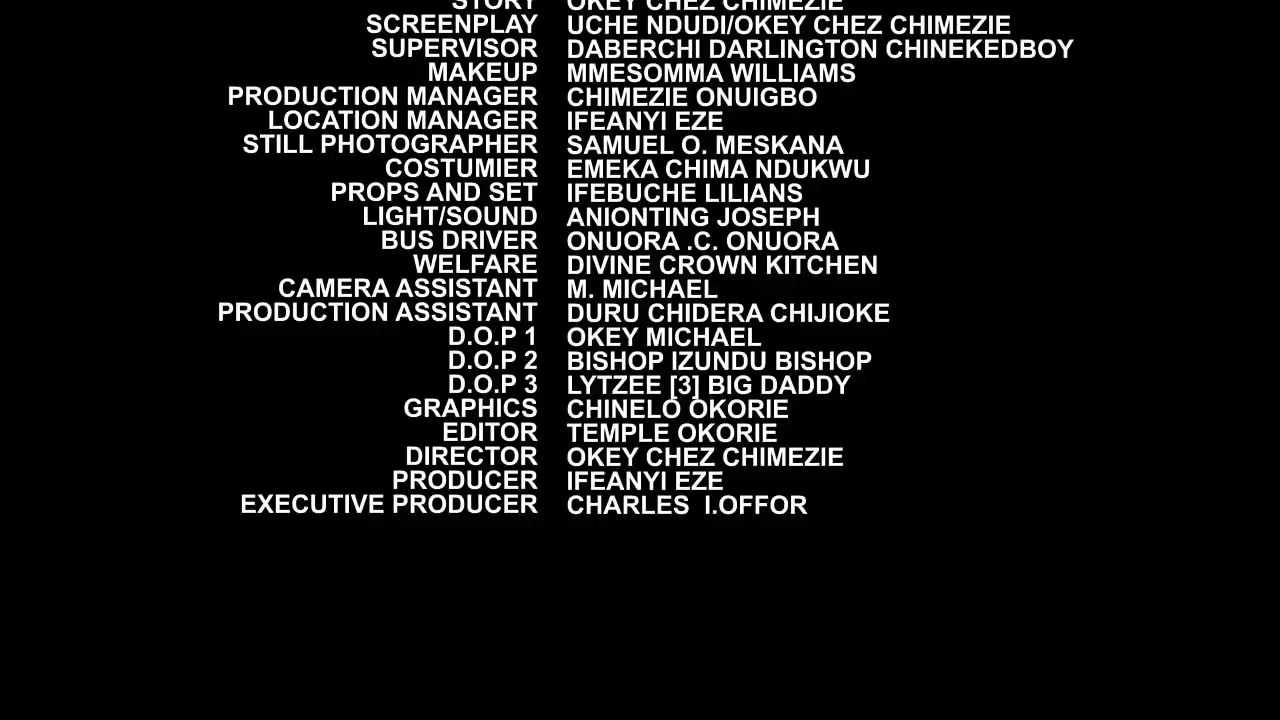 STORY OKEY CHEZ CHIMEZIE
SCREENPLAY UCHE NDUDI/OKEY CHEZ CHIMEZIE
SUPERVISOR DABERCHI DARLINGTON CHINEKEDBOY
MAKEUP MMESOMMA WILLIAMS
PRODUCTION MANAGER CHIMEZIE ONUIGBO
LOCATION MANAGER IFEANYI EZE
STILL PHOTOGRAPHER SAMUEL O. MESKANA
COSTUMIER EMEKA CHIMA NDUKWU
PROPS AND SET IFEBUCHE LILIANS
LIGHT/SOUND ANIONTING JOSEPH
BUS DRIVER ONUORA .C. ONUORA
WELFARE DIVINE CROWN KITCHEN
CAMERA ASSISTANT M. MICHAEL
PRODUCTION ASSISTANT DURU CHIDERA CHIJIOKE
D.O.P 1 OKEY MICHAEL
D.O.P 2 BISHOP IZUNDU BISHOP
D.O.P 3 LYTZEE [3] BIG DADDY
GRAPHICS CHINELO OKORIE
EDITOR TEMPLE OKORIE
DIRECTOR OKEY CHEZ CHIMEZIE
PRODUCER IFEANYI EZE
EXECUTIVE PRODUCER CHARLES I.OFFOR